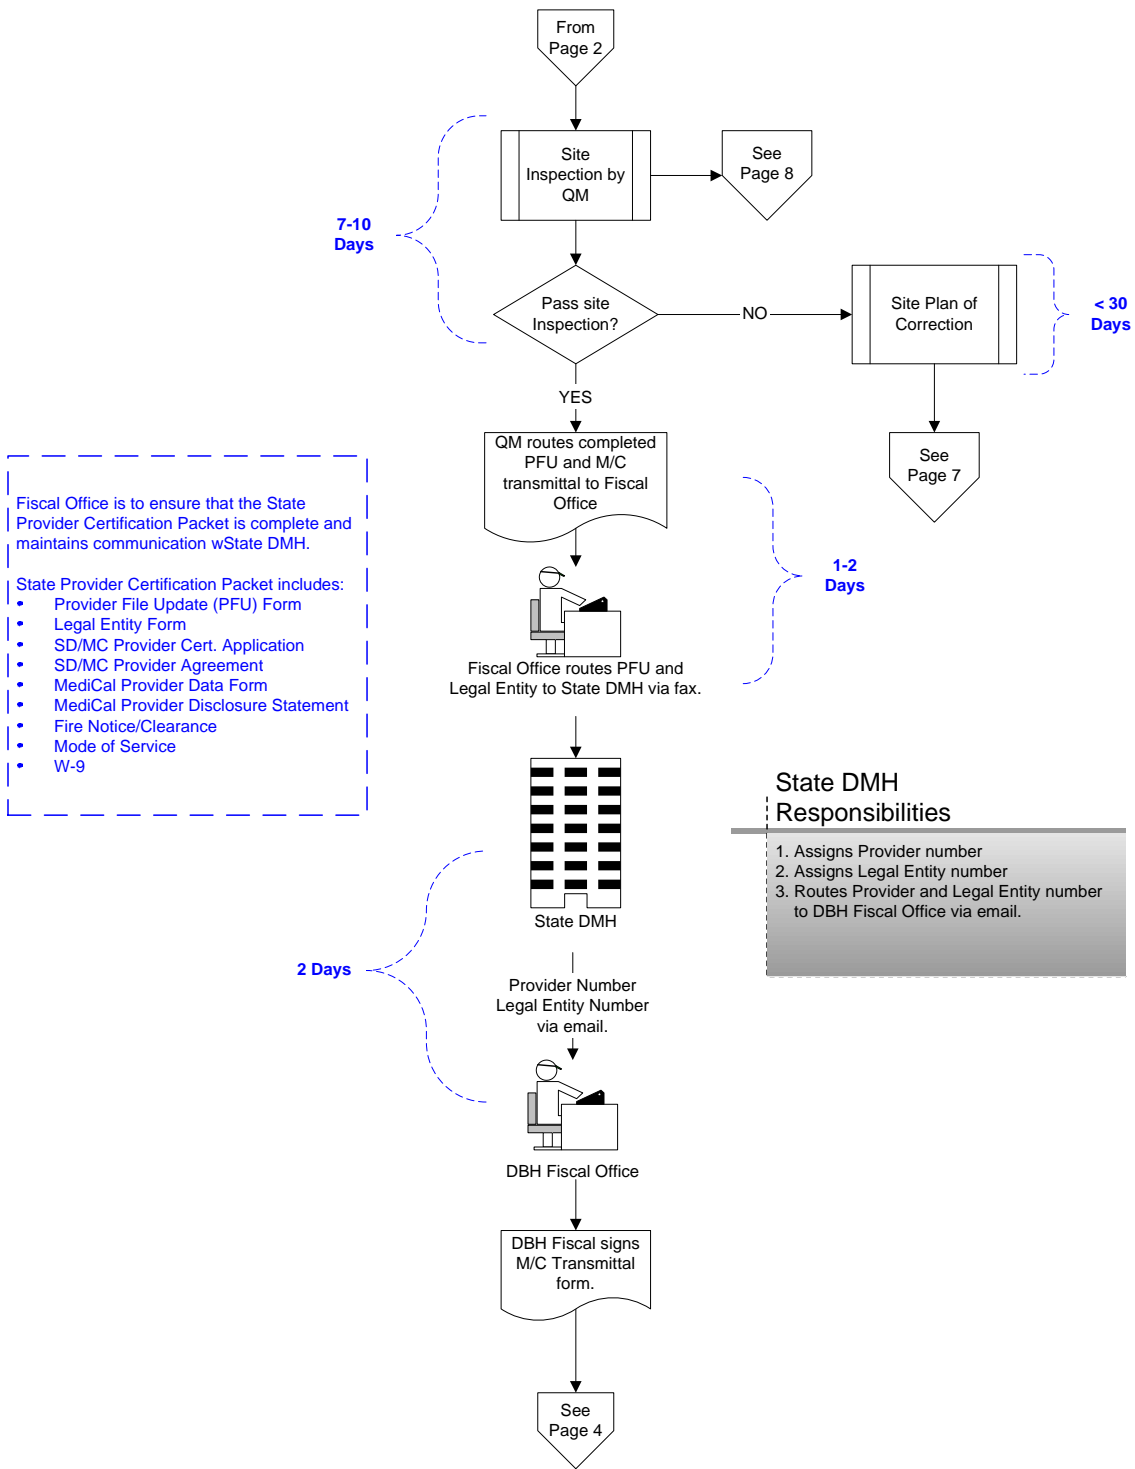 From
Page 2
Site
Inspection by
QM
See
Page 8
7-10
Days
Pass site
Inspection?
NO
Site Plan of
Correction
< 30
Days
YES
See
Page 7
QM routes completed
PFU and M/C
transmittal to Fiscal
Office
Fiscal Office is to ensure that the State
Provider Certification Packet is complete and
maintains communication wState DMH.
State Provider Certification Packet includes:
• Provider File Update (PFU) Form
• Legal Entity Form
• SD/MC Provider Cert. Application
• SD/MC Provider Agreement
• MediCal Provider Data Form
• MediCal Provider Disclosure Statement
• Fire Notice/Clearance
• Mode of Service
• W-9
1-2
Days
Fiscal Office routes PFU and
Legal Entity to State DMH via fax.
State DMH
State DMH
Responsibilities
1. Assigns Provider number
2. Assigns Legal Entity number
3. Routes Provider and Legal Entity number
to DBH Fiscal Office via email.
2 Days
Provider Number
Legal Entity Number
via email.
DBH Fiscal Office
DBH Fiscal signs
M/C Transmittal
form.
See
Page 4